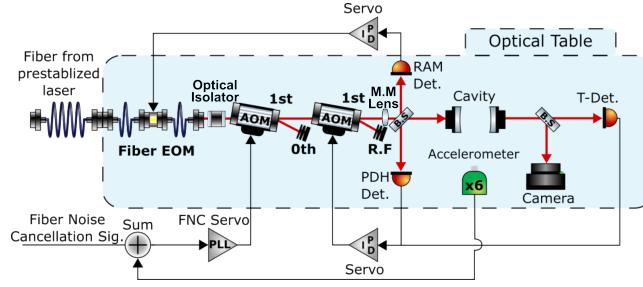 Servo
P
I
D
Optical Table
Fiber from
prestablized
laser
RAM
Det.
Optical
Isolator
1st
1st
M.M
Lens
Cavity
T-Det.
AOM
AOM
B.S
B.S
Fiber EOM
0th
R.F
Accelerometer
x6
PDH
Det.
Camera
Fiber Noise
Cancellation Sig.
Sum
FNC Servo
PLL
P
I
D
Servo